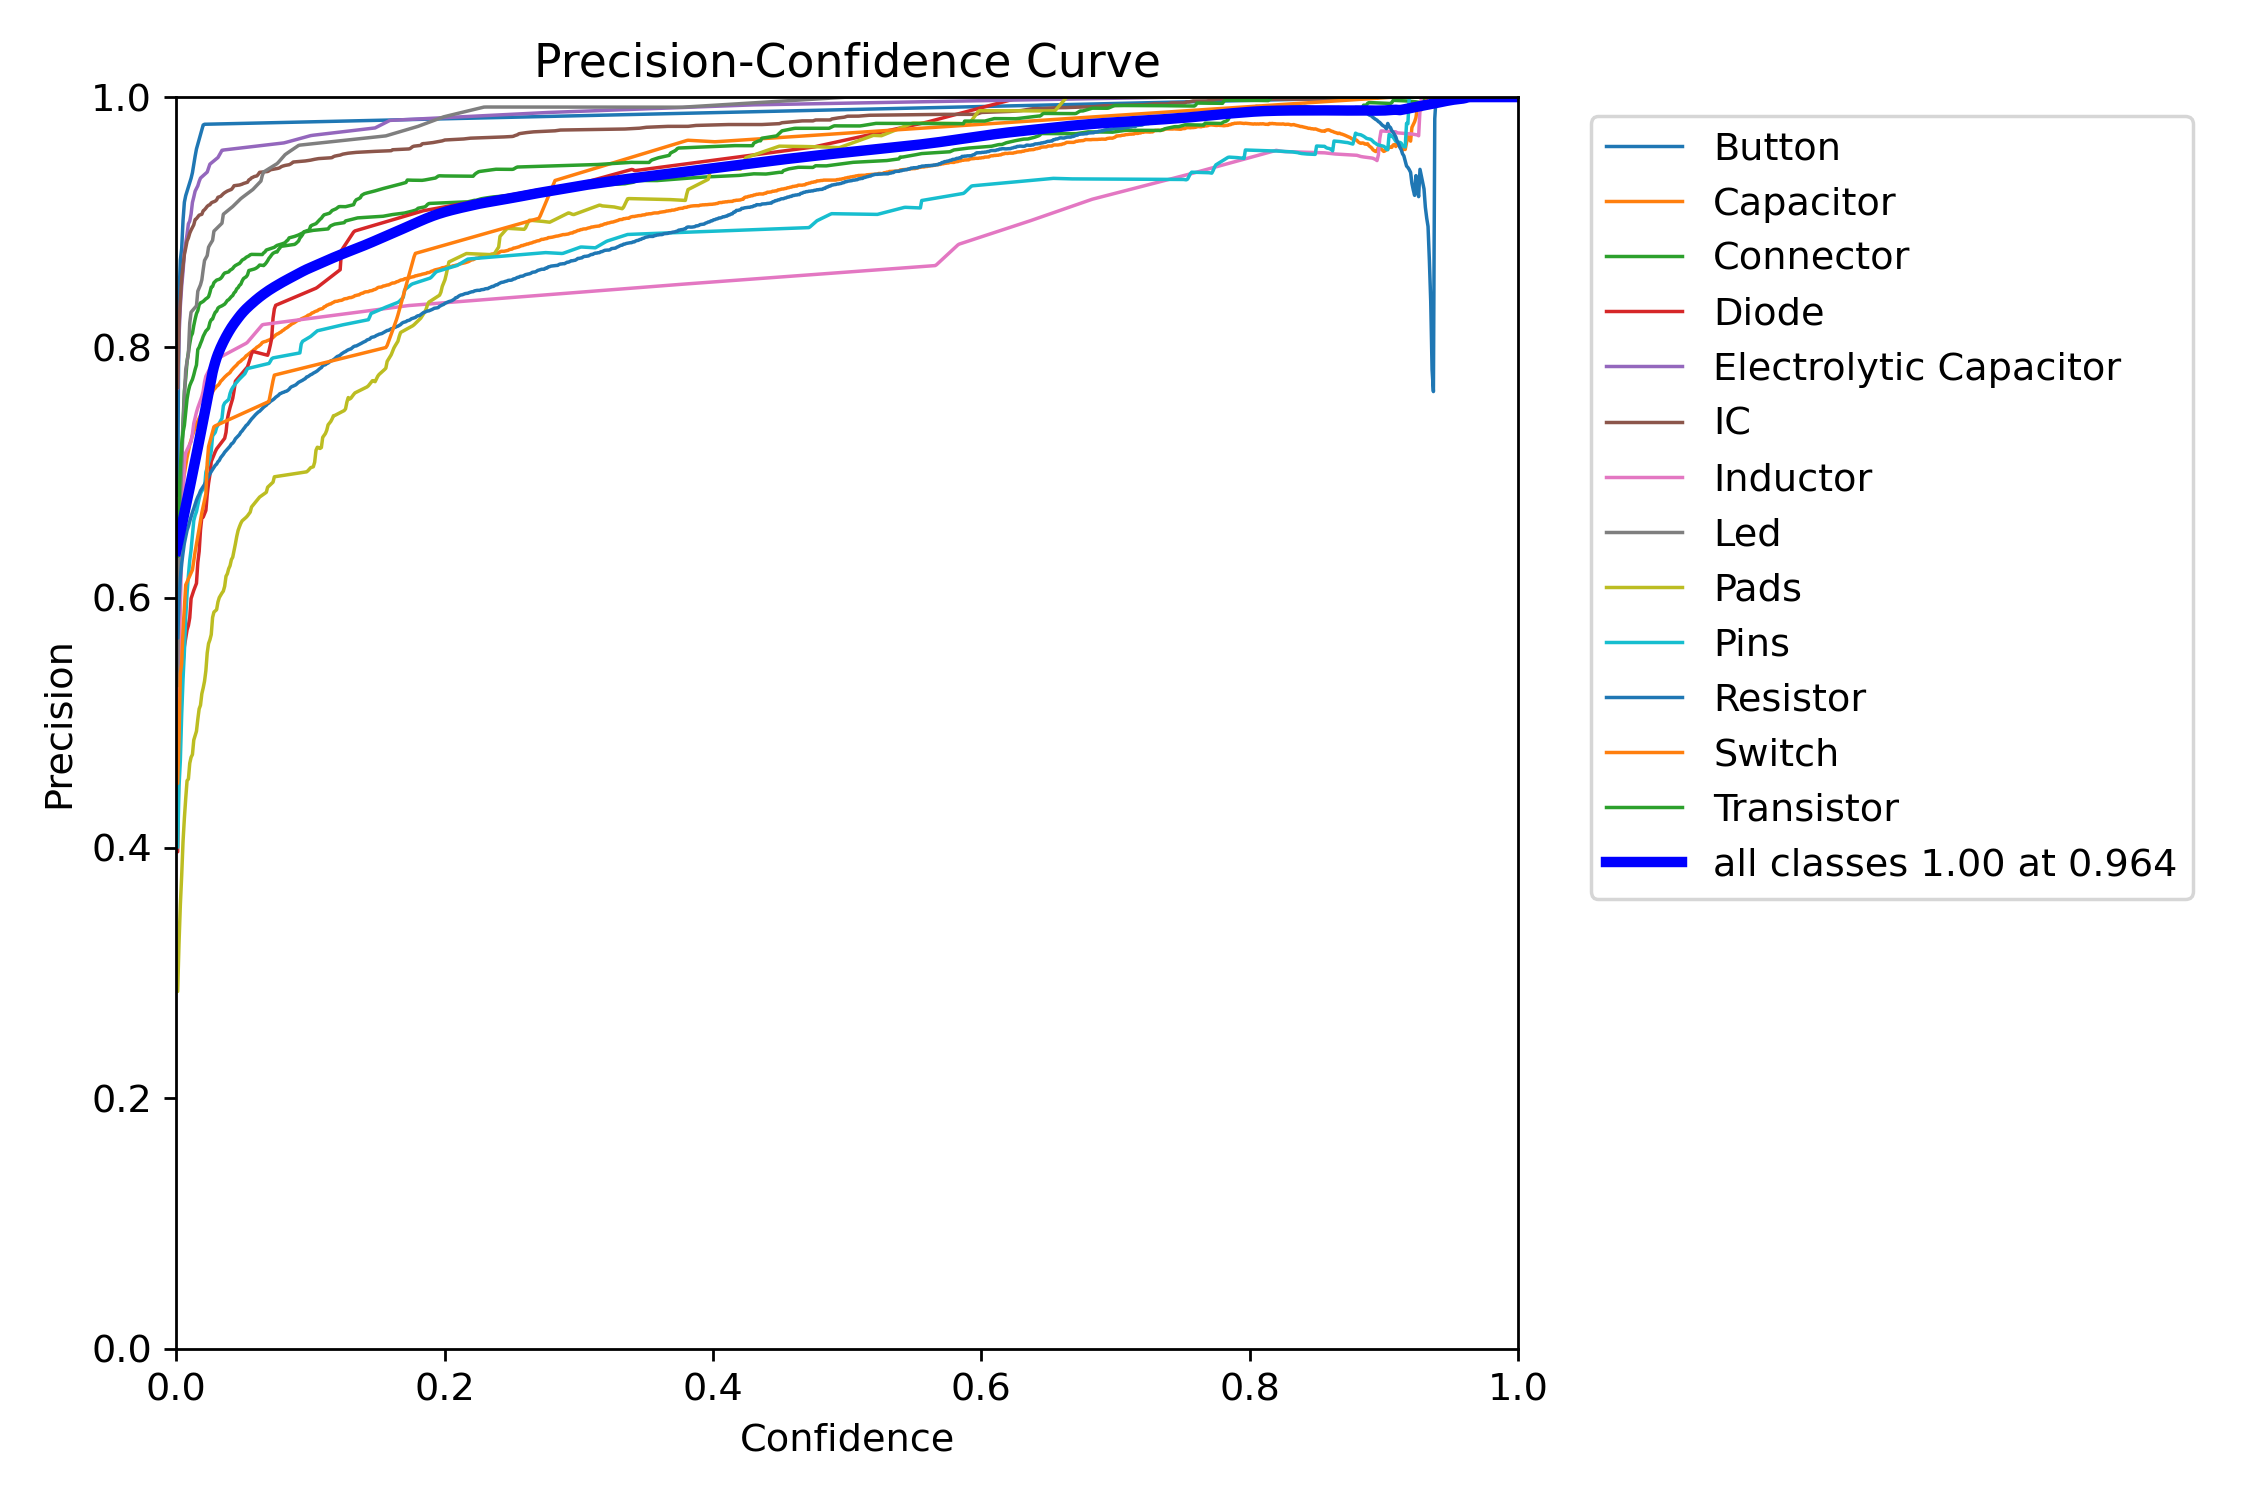 Precision-Confidence Curve
1.0
0.8
0.6
0.4
0.2
0.0
Precision
0.0 0.2 0.4 0.6 0.8 1.0
Confidence
Button
Capacitor
Connector
Diode
Electrolytic Capacitor
IC
Inductor
Led
Pads
Pins
Resistor
Switch
Transistor
all classes 1.00 at 0.964